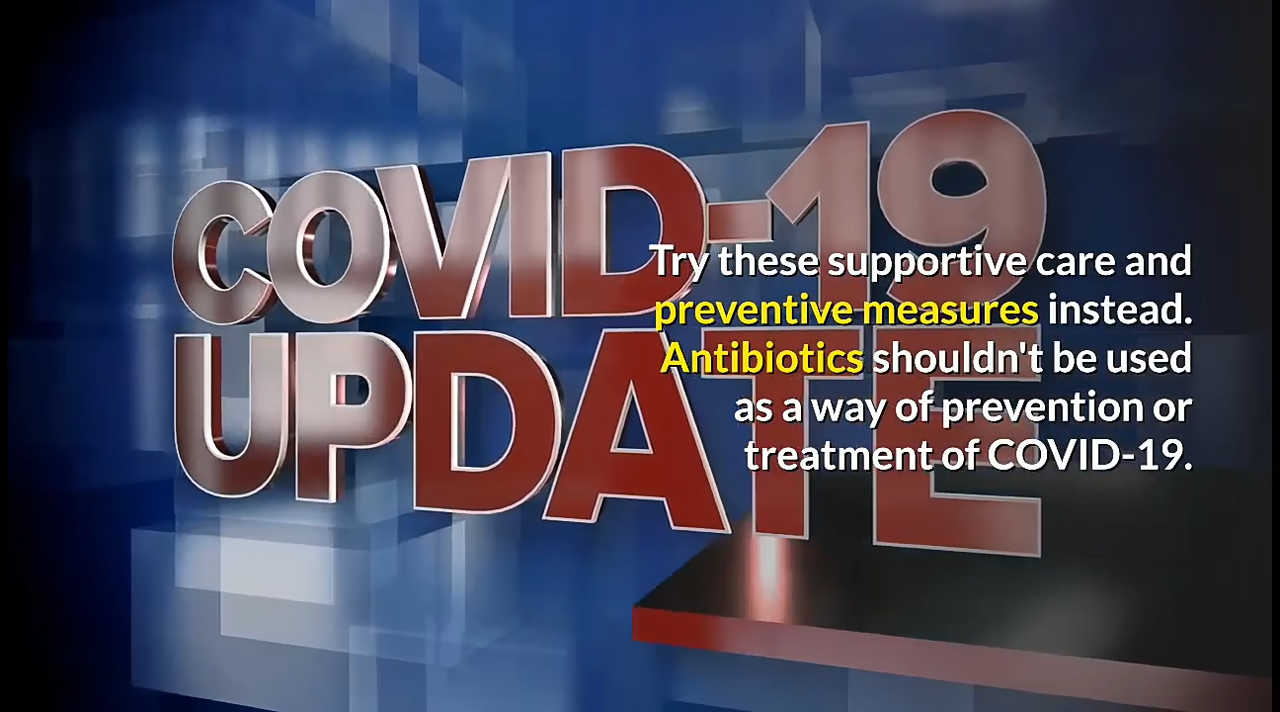 COVID-19
UPDATE
Try these supportive care and
preventive measures instead.
Antibiotics shouldn't be used
as a way of prevention or
treatment of COVID-19.